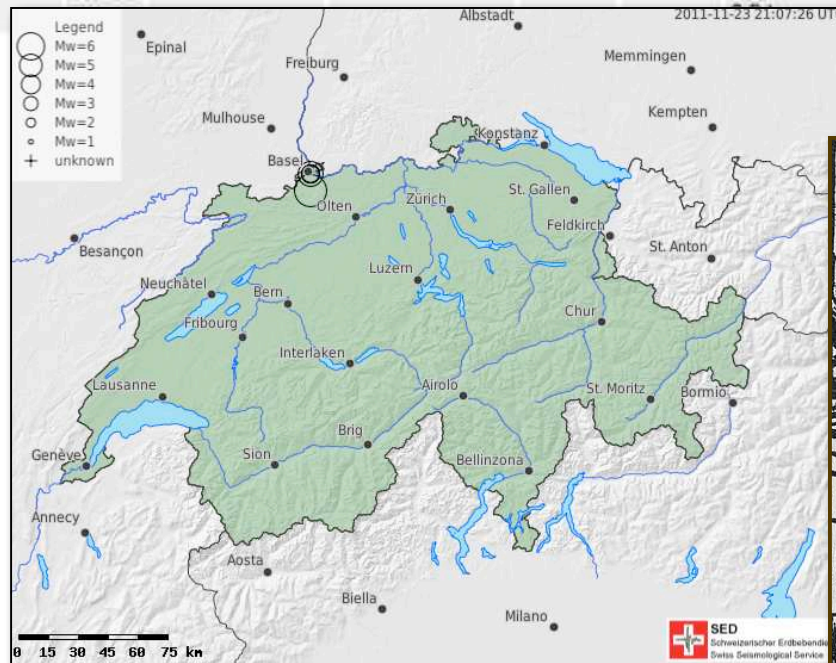 2011-11-23 21:07:26 UT
Legend
Mw=6
Mw=5
Mw=4
Mw=3
Mw=2
Mw=1
unknown
Albstadt
Epinal
Freiburg
Memmingen
Mulhouse
Kempten
Konstanz
Basel
St. Gallen
Olten
Zürich
Feldkirch
Besançon
St. Anton
Luzern
Neuchâtel
Bern
Fribourg
Chur
Interlaken
Lausanne
Airolo
St. Moritz
Bormio
Brig
Sion
Genève
Bellinzona
Annecy
Aosta
Biella
Milano
0 15 30 45 60 75 km
SED
Schweizerischer Erdbebendie
Swiss Seismological Service